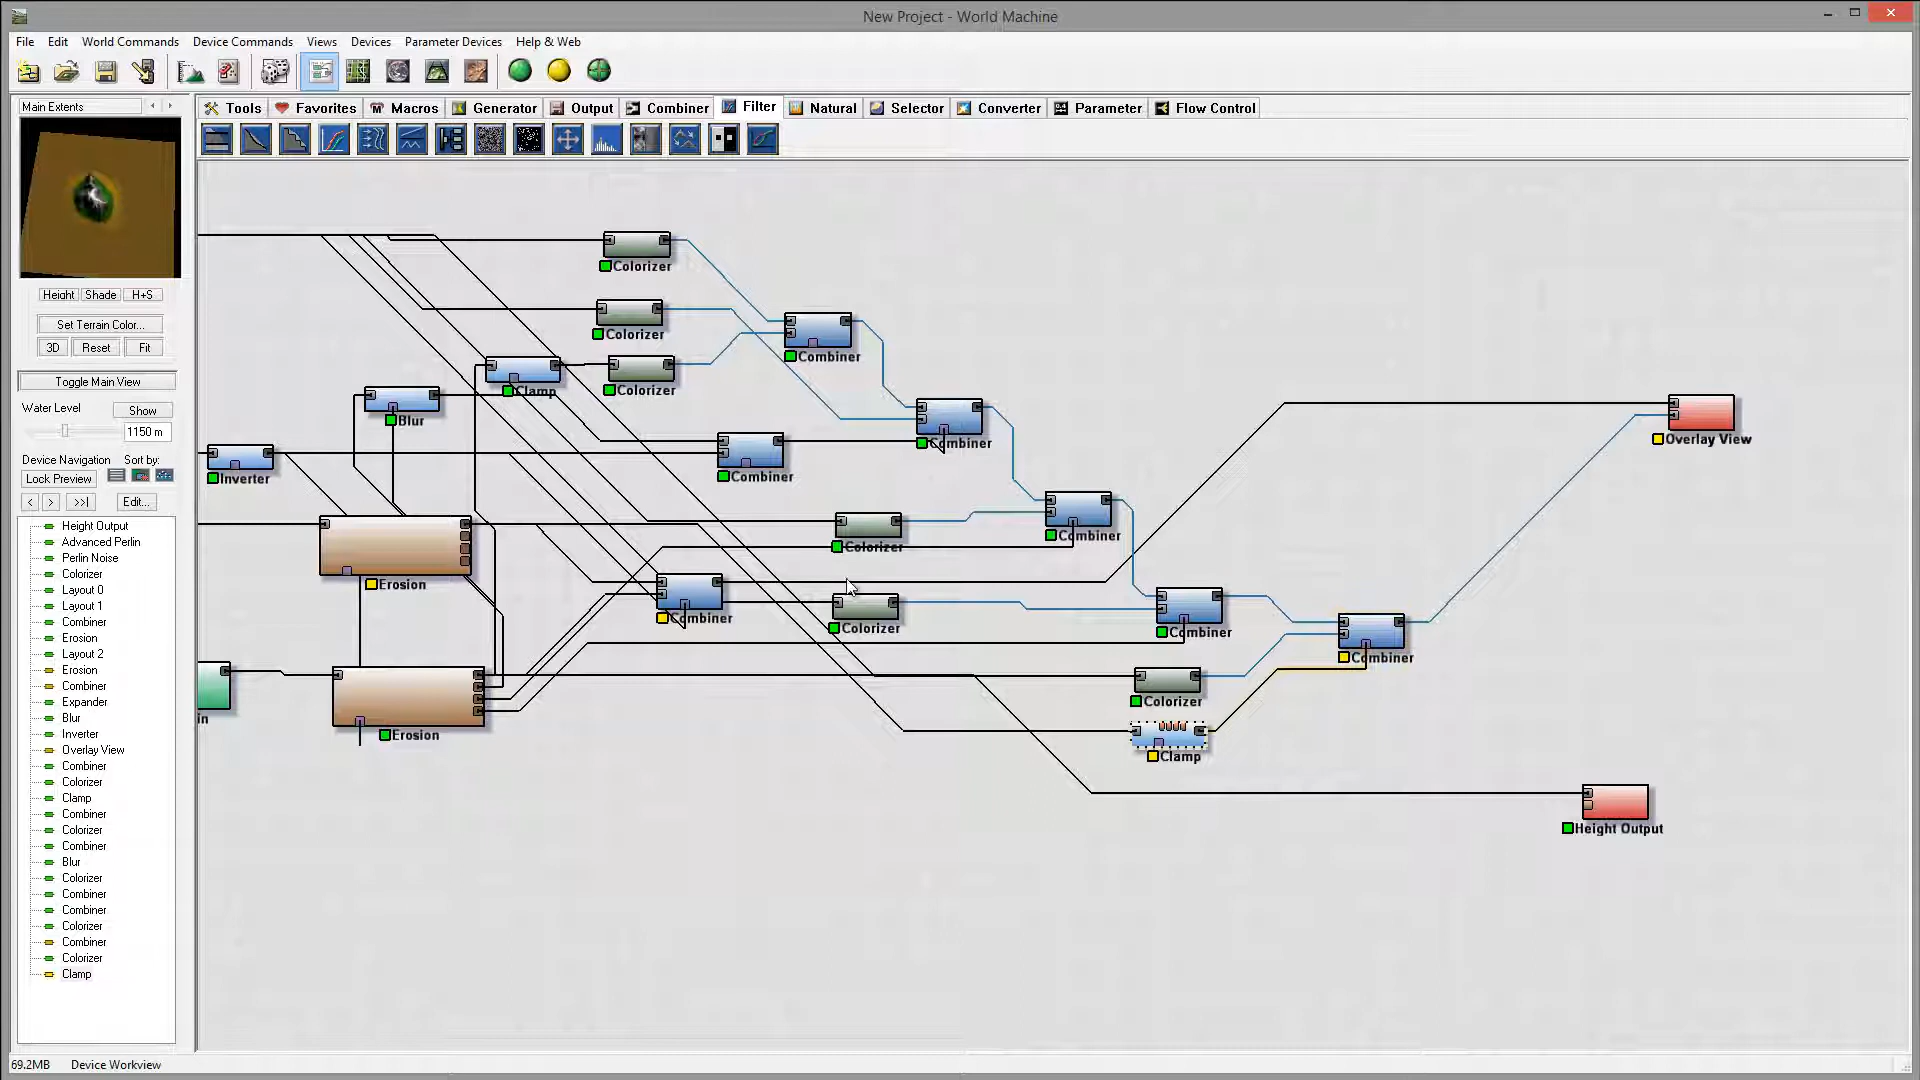 New Project - World Machine
File Edit World Commands Device Commands Views Devices Parameter Devices Help & Web
Main Extents
Tools Favorites Macros Generator Output Combiner Filter Natural Selector Converter Parameter Flow Control
Height Shade H+S
Set Terrain Color...
3D Reset Fit
Toggle Main View
Water Level Show
1150 m
Device Navigation Sort by:
Lock Preview
< > >>| Edit...
Height Output
Advanced Perlin
Perlin Noise
Colorizer
Layout 0
Layout 1
Combiner
Erosion
Layout 2
Erosion
Combiner
Expander
Blur
Inverter
Overlay View
Combiner
Colorizer
Clamp
Combiner
Colorizer
Combiner
Blur
Colorizer
Combiner
Combiner
Colorizer
Combiner
Colorizer
Clamp
Colorizer
Colorizer
Combiner
Clamp
Colorizer
Blur
Combiner
Overlay View
Inverter
Combiner
Combiner
Colorizer
Erosion
Combiner
Colorizer
Combiner
Combiner
Colorizer
in
Erosion
Clamp
Height Output
69.2MB Device Workview